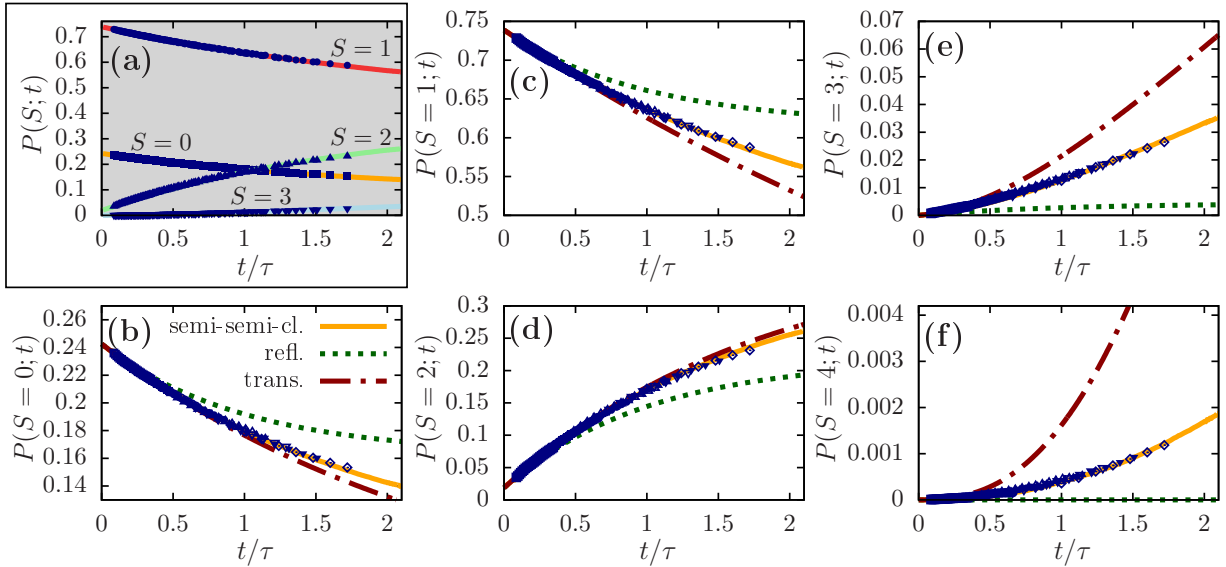 0.7
0.6
0.5
0.4
0.3
0.2
0.1
0
P(S; t)
(a)
S = 1
S = 0
S = 2
S = 3
0 0.5 1 1.5 2
t/τ
0.75
0.7
0.65
0.6
0.55
0.5
P(S = 1; t)
(c)
0 0.5 1 1.5 2
t/τ
0.07
0.06
0.05
0.04
0.03
0.02
0.01
0
P(S = 3; t)
(e)
0 0.5 1 1.5 2
t/τ
0.26
0.24
0.22
0.2
0.18
0.16
0.14
P(S = 0; t)
(b)
semi-semi-cl.
refl.
trans.
0 0.5 1 1.5 2
t/τ
0.3
0.25
0.2
0.15
0.1
0.05
0
P(S = 2; t)
(d)
0 0.5 1 1.5 2
t/τ
0.004
0.003
0.002
0.001
0
P(S = 4; t)
(f)
0 0.5 1 1.5 2
t/τ